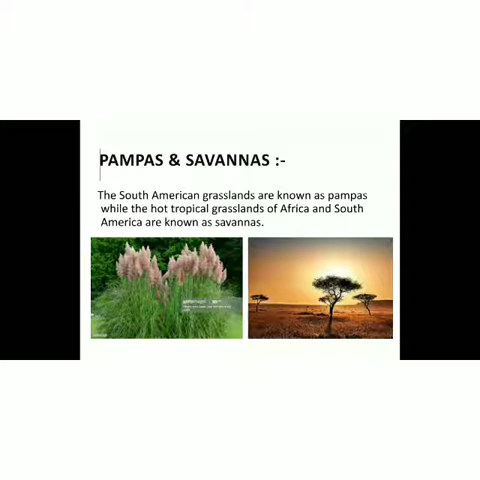 PAMPAS & SAVANNAS :-
The South American grasslands are known as pampas
while the hot tropical grasslands of Africa and South
America are known as savannas.
gettyimages